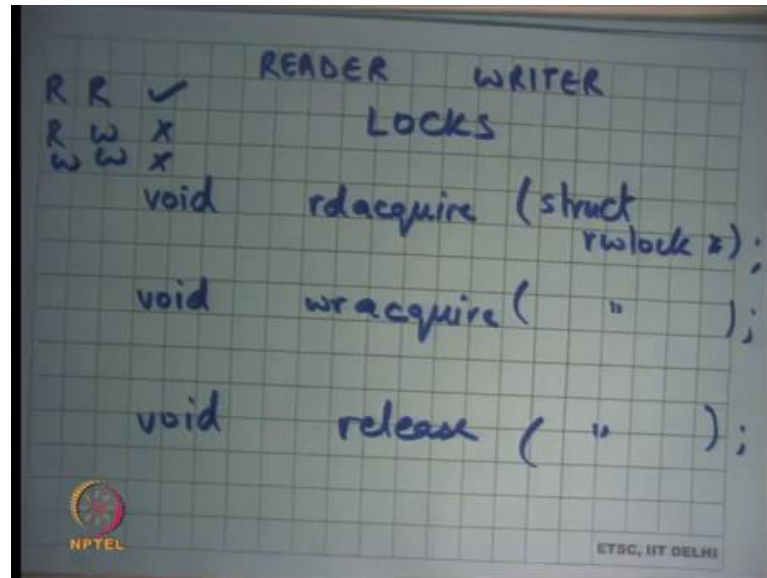 READER WRITER
LOCKS
R R ✓
R W X
W W X
void rdacquire (struct
rwlock *);
void wracquire ( " );
void release ( " );
NPTEL
ETSC, IIT DELHI